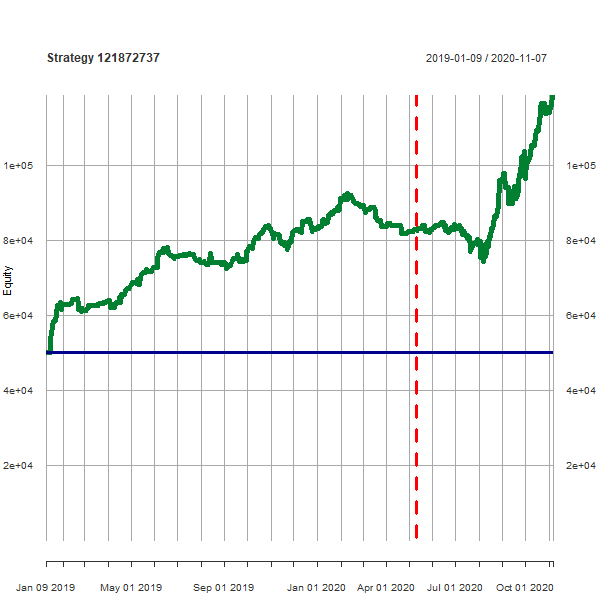 Strategy 121872737
2019-01-09 / 2020-11-07
1e+05
1e+05
8e+04
8e+04
Equity
6e+04
6e+04
4e+04
4e+04
2e+04
2e+04
Jan 09 2019
May 01 2019
Sep 01 2019
Jan 01 2020
Apr 01 2020
Jul 01 2020
Oct 01 2020